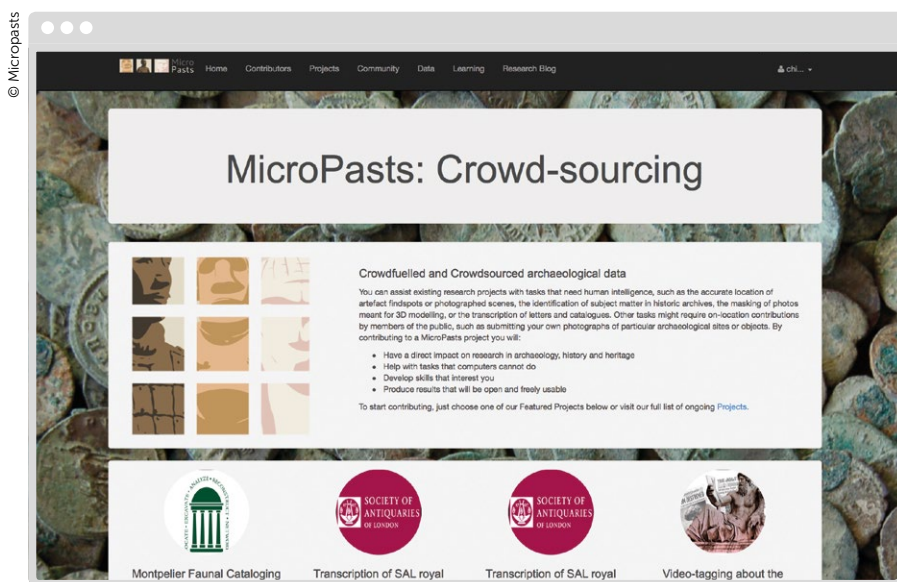 © Micropasts
Micro
Pasts
Home Contributors Projects Community Data Learning Research Blog chi...
MicroPasts: Crowd-sourcing
Crowdfuelled and Crowdsourced archaeological data
You can assist existing research projects with tasks that need human intelligence, such as the accurate location of
artefact findspots or photographed scenes, the identification of subject matter in historic archives, the masking of photos
meant for 3D modelling, or the transcription of letters and catalogues. Other tasks might require on-location contributions
by members of the public, such as submitting your own photographs of particular archaeological sites or objects. By
contributing to a MicroPasts project you will:
• Have a direct impact on research in archaeology, history and heritage
• Help with tasks that computers cannot do
• Develop skills that interest you
• Produce results that will be open and freely usable
To start contributing, just choose one of our Featured Projects below or visit our full list of ongoing Projects.
SOCIETY OF
ANTIQUARIES
OF LONDON
SOCIETY OF
ANTIQUARIES
OF LONDON
Montpelier Faunal Cataloging Transcription of SAL royal Transcription of SAL royal Video-tagging about the